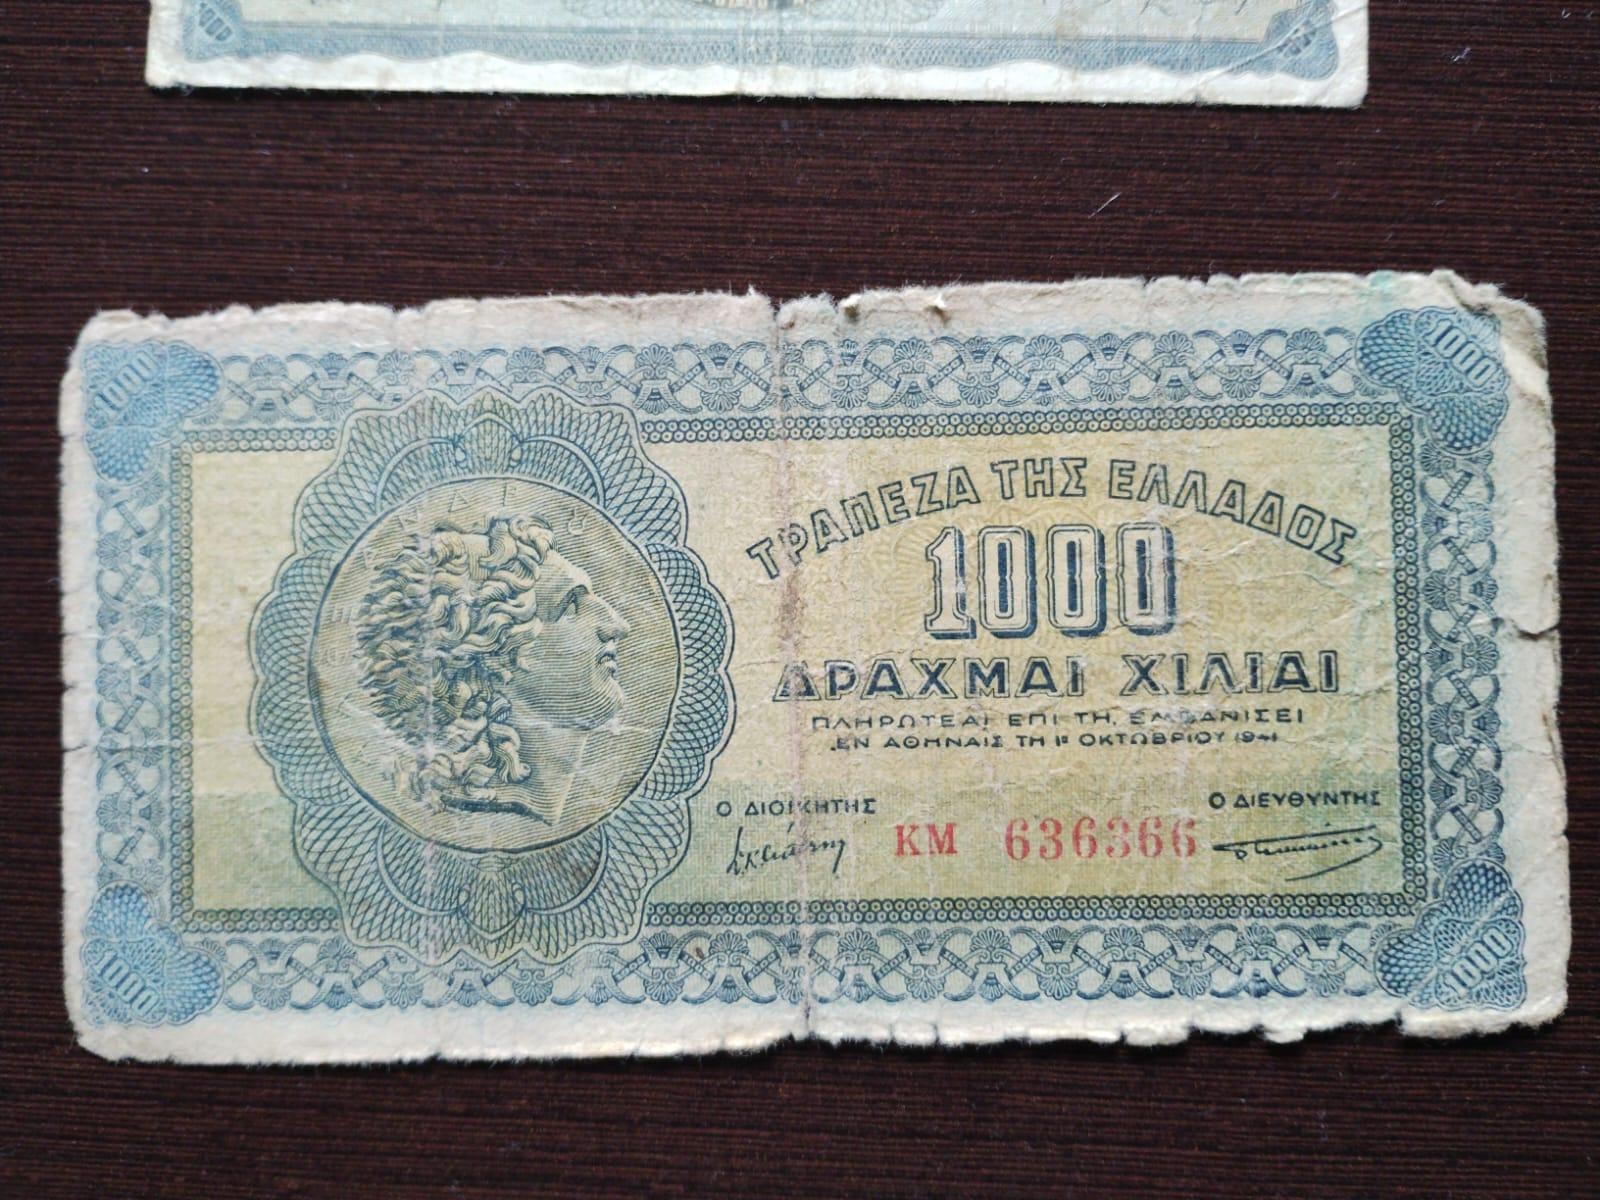 1000
1000
ΤΡΑΠΕΖΑ ΤΗΣ ΕΛΛΑΔΟΣ
1000
ΔΡΑΧΜΑΙ ΧΙΛΙΑΙ
ΠΛΗΡΩΤΕΑΙ ΕΠΙ ΤΗ, ΕΜΦΑΝΙΣΕΙ
ΕΝ ΑΘΗΝΑΙΣ ΤΗ 1ῃ ΟΚΤΩΒΡΙΟΥ 1941
Ο ΔΙΟΙΚΗΤΗΣ
Ο ΔΙΕΥΘΥΝΤΗΣ
ΚΜ 636366
1000
1000